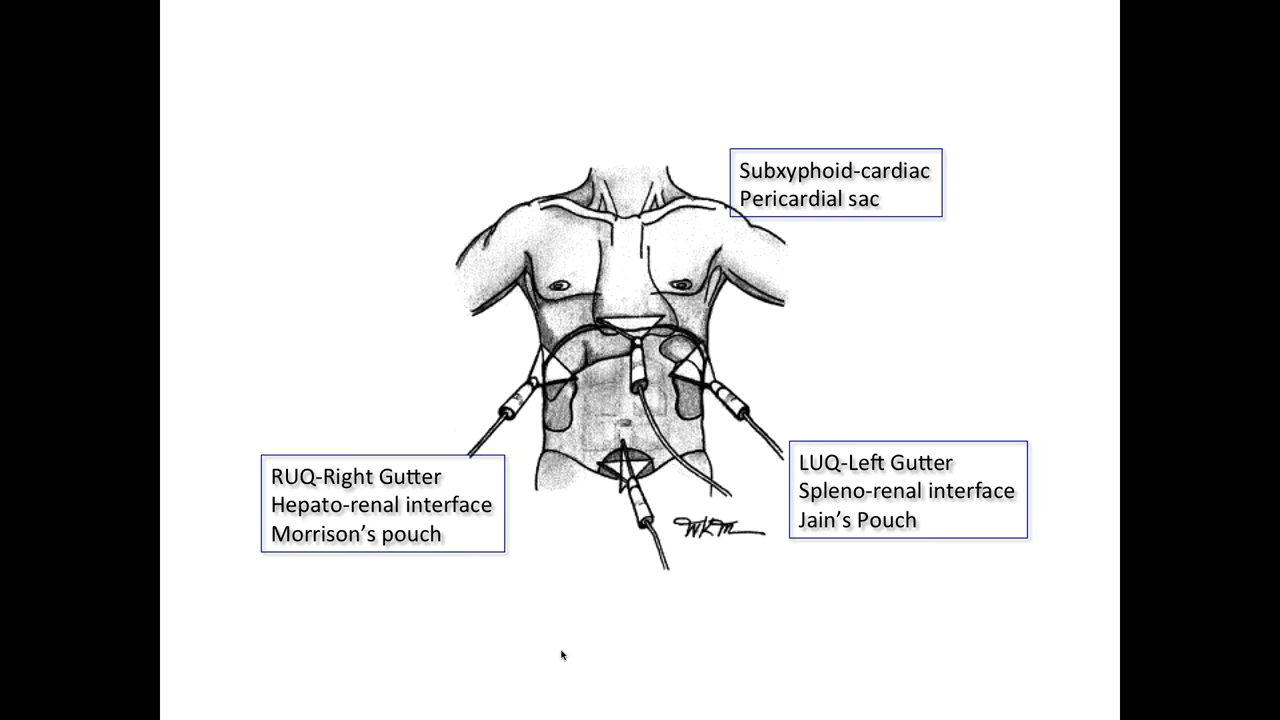 Subxyphoid-cardiac
Pericardial sac
RUQ-Right Gutter
Hepato-renal interface
Morrison's pouch
LUQ-Left Gutter
Spleno-renal interface
Jain's Pouch